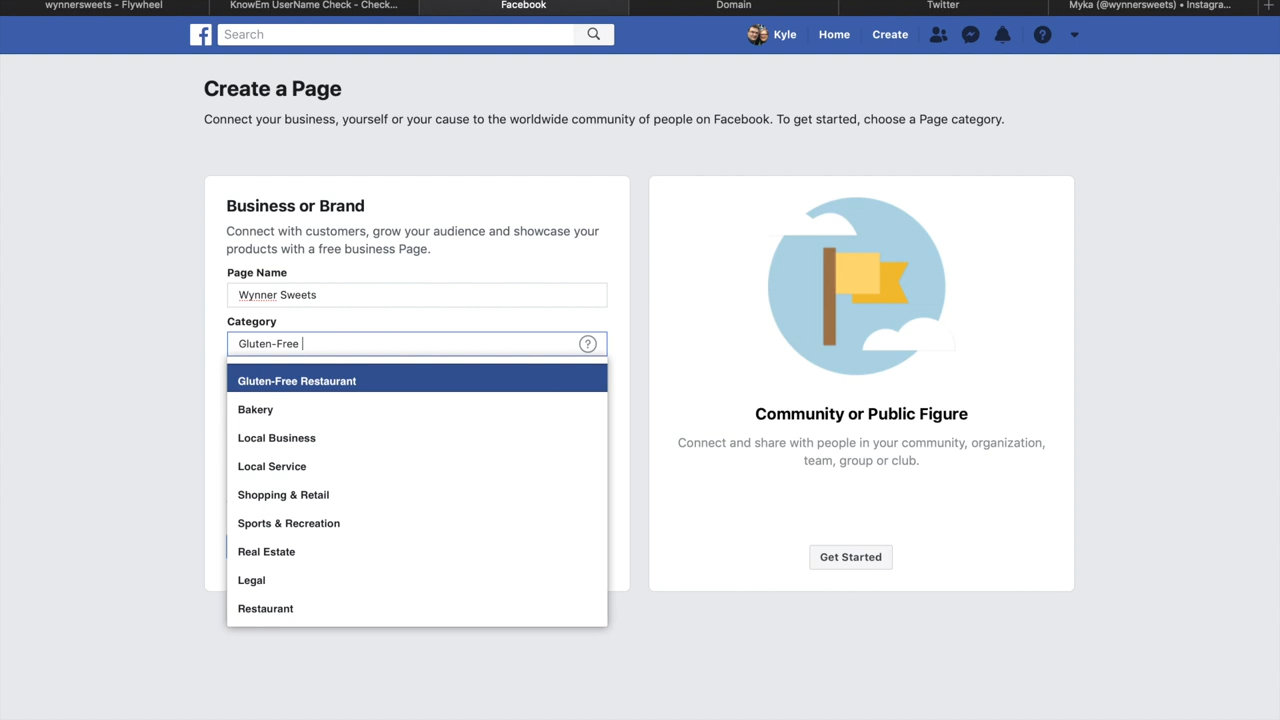 wynnersweets - Flywheel
KnowEm UserName Check - Check...
Facebook
Domain
Twitter
Myka (@wynnersweets) • Instagra...
Search
Kyle
Home
Create
Create a Page
Connect your business, yourself or your cause to the worldwide community of people on Facebook. To get started, choose a Page category.
Business or Brand
Connect with customers, grow your audience and showcase your
products with a free business Page.
Page Name
Wynner Sweets
Category
Gluten-Free
?
Gluten-Free Restaurant
Bakery
Local Business
Local Service
Shopping & Retail
Sports & Recreation
Real Estate
Legal
Restaurant
Community or Public Figure
Connect and share with people in your community, organization,
team, group or club.
Get Started